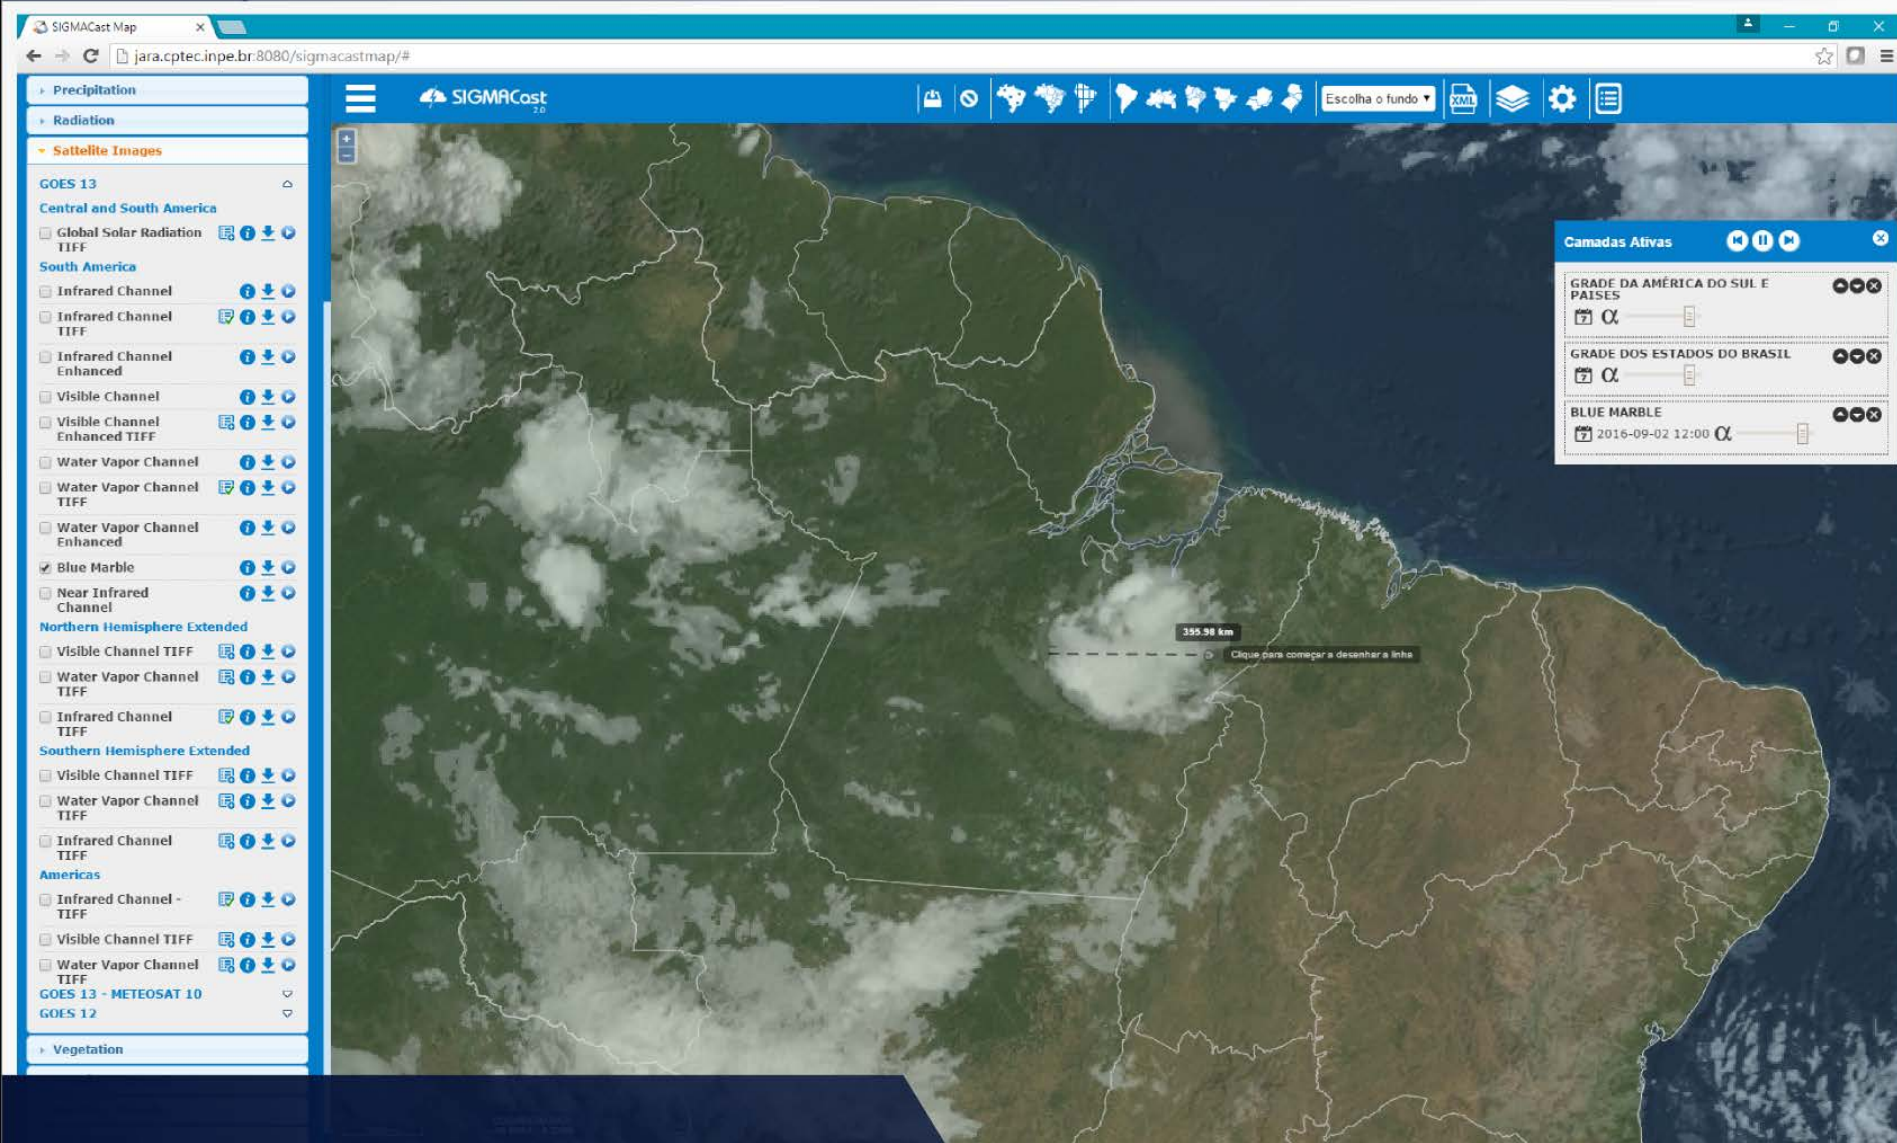 SIGMACast Map
jara.cptec.inpe.br:8080/sigmacastmap/#
Precipitation
Radiation
Sattelite Images
GOES 13
Central and South America
Global Solar Radiation
TIFF
South America
Infrared Channel
Infrared Channel
TIFF
Infrared Channel
Enhanced
Visible Channel
Visible Channel
Enhanced TIFF
Water Vapor Channel
Water Vapor Channel
TIFF
Water Vapor Channel
Enhanced
Blue Marble
Near Infrared
Channel
Northern Hemisphere Extended
Visible Channel TIFF
Water Vapor Channel
TIFF
Infrared Channel
TIFF
Southern Hemisphere Extended
Visible Channel TIFF
Water Vapor Channel
TIFF
Infrared Channel
TIFF
Americas
Infrared Channel -
TIFF
Visible Channel TIFF
Water Vapor Channel
TIFF
GOES 13 - METEOSAT 10
GOES 12
Vegetation
SIGMACast
2.0
Escolha o fundo
XML
Camadas Ativas
GRADE DA AMÉRICA DO SUL E
PAISES
7 α
GRADE DOS ESTADOS DO BRASIL
7 α
BLUE MARBLE
7 2016-09-02 12:00 α
355.98 km
Clique para começar a desenhar a linha